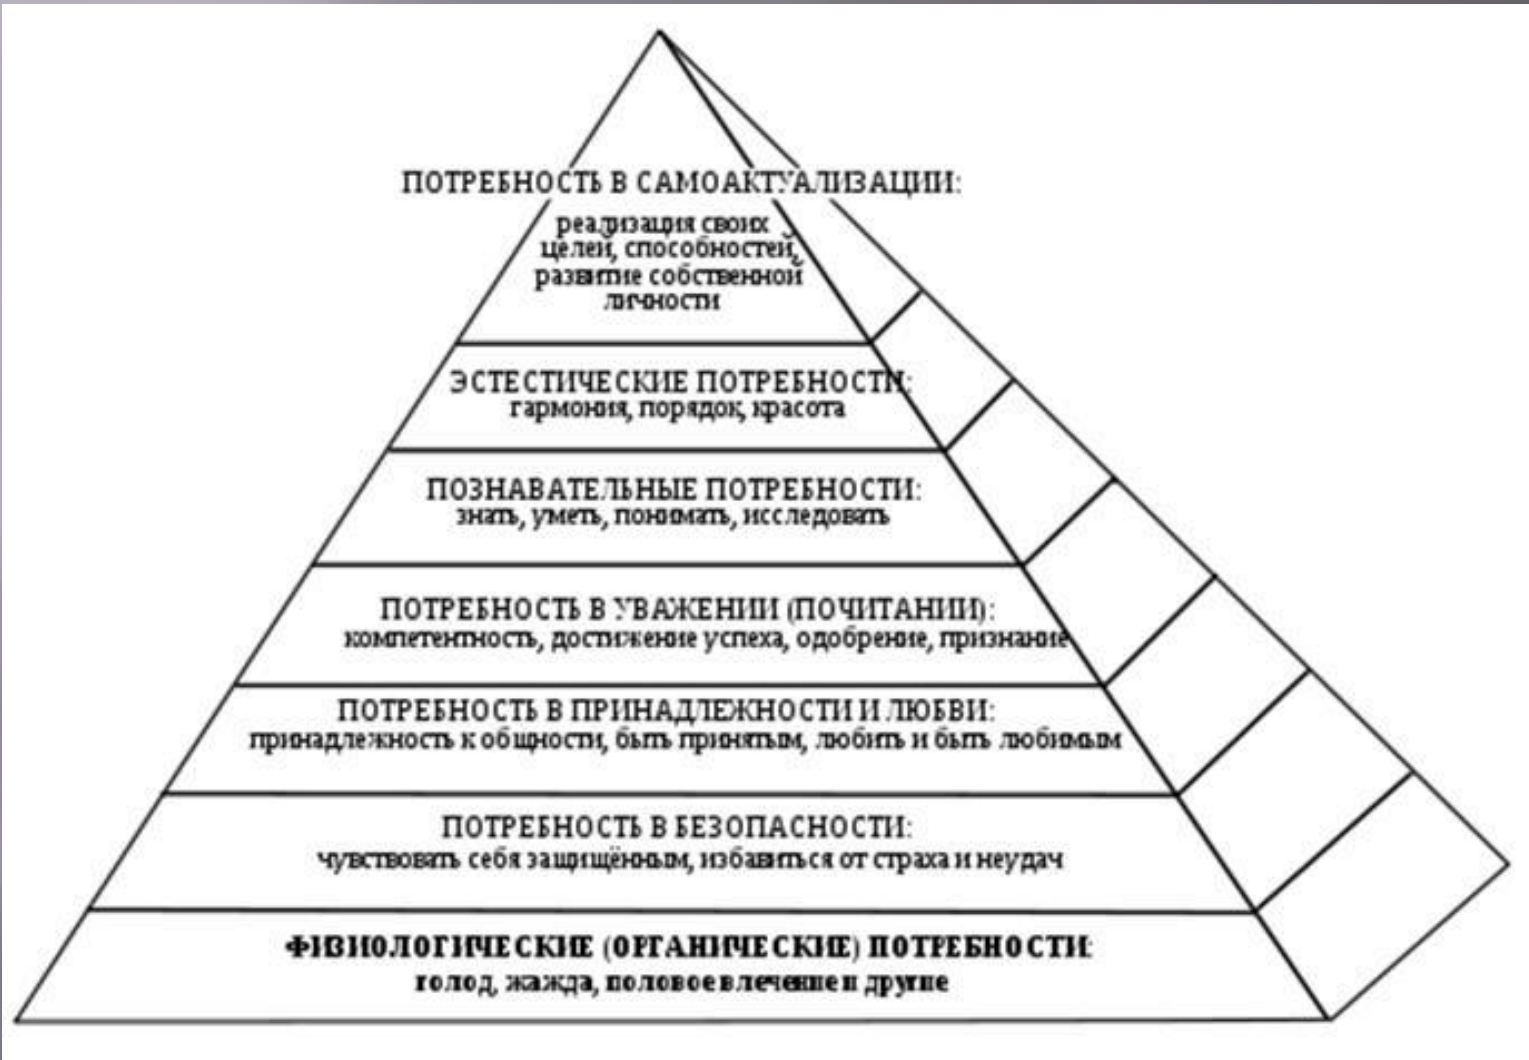 ПОТРЕБНОСТЬ В САМОАКТУАЛИЗАЦИИ:
реализация своих
целей, способностей,
развитие собственной
личности
ЭСТЕСТИЧЕСКИЕ ПОТРЕБНОСТИ:
гармония, порядок, красота
ПОЗНАВАТЕЛЬНЫЕ ПОТРЕБНОСТИ:
знать, уметь, понимать, исследовать
ПОТРЕБНОСТЬ В УВАЖЕНИИ (ПОЧИТАНИИ):
компетентность, достижение успеха, одобрение, признание
ПОТРЕБНОСТЬ В ПРИНАДЛЕЖНОСТИ И ЛЮБВИ:
принадлежность к общности, быть принятым, любить и быть любимым
ПОТРЕБНОСТЬ В БЕЗОПАСНОСТИ:
чувствовать себя защищённым, избавиться от страха и неудач
ФИЗИОЛОГИЧЕСКИЕ (ОРГАНИЧЕСКИЕ) ПОТРЕБНОСТИ:
голод, жажда, половое влечение и другие